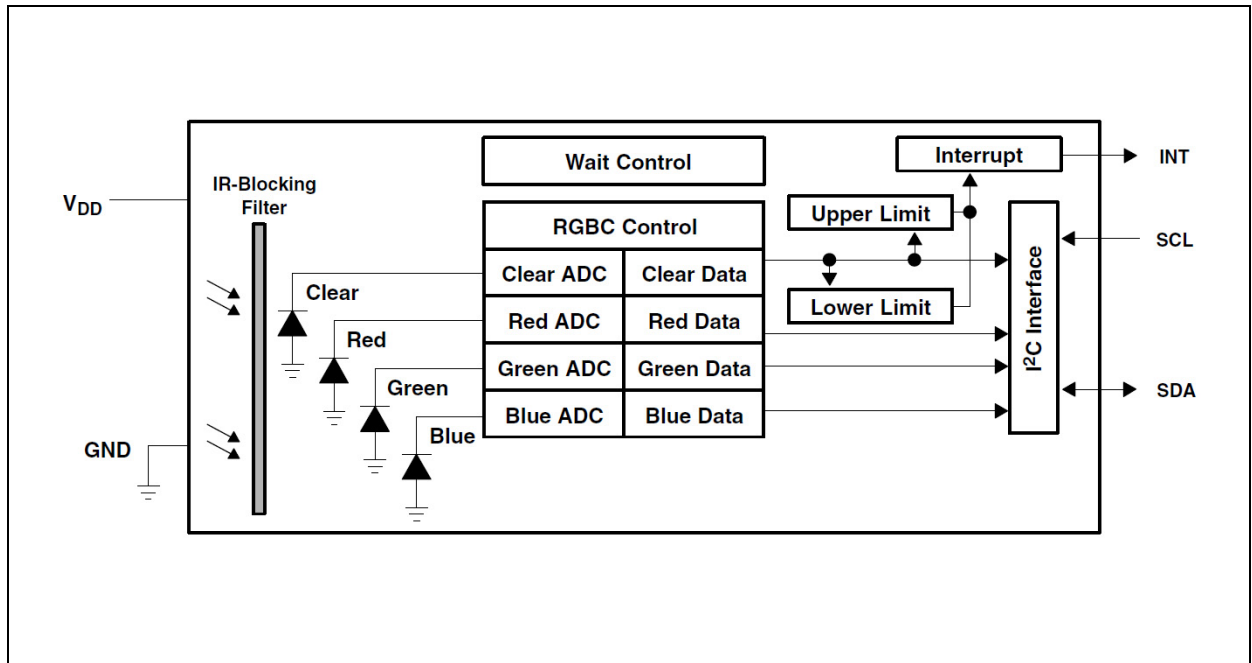 Wait Control
Interrupt
INT
IR-Blocking
Filter
VDD
Upper Limit
RGBC Control
SCL
Clear ADC
Clear Data
Clear
Lower Limit
Red ADC
Red Data
Red
I2C Interface
Green ADC
Green Data
Green
SDA
Blue ADC
Blue Data
Blue
GND